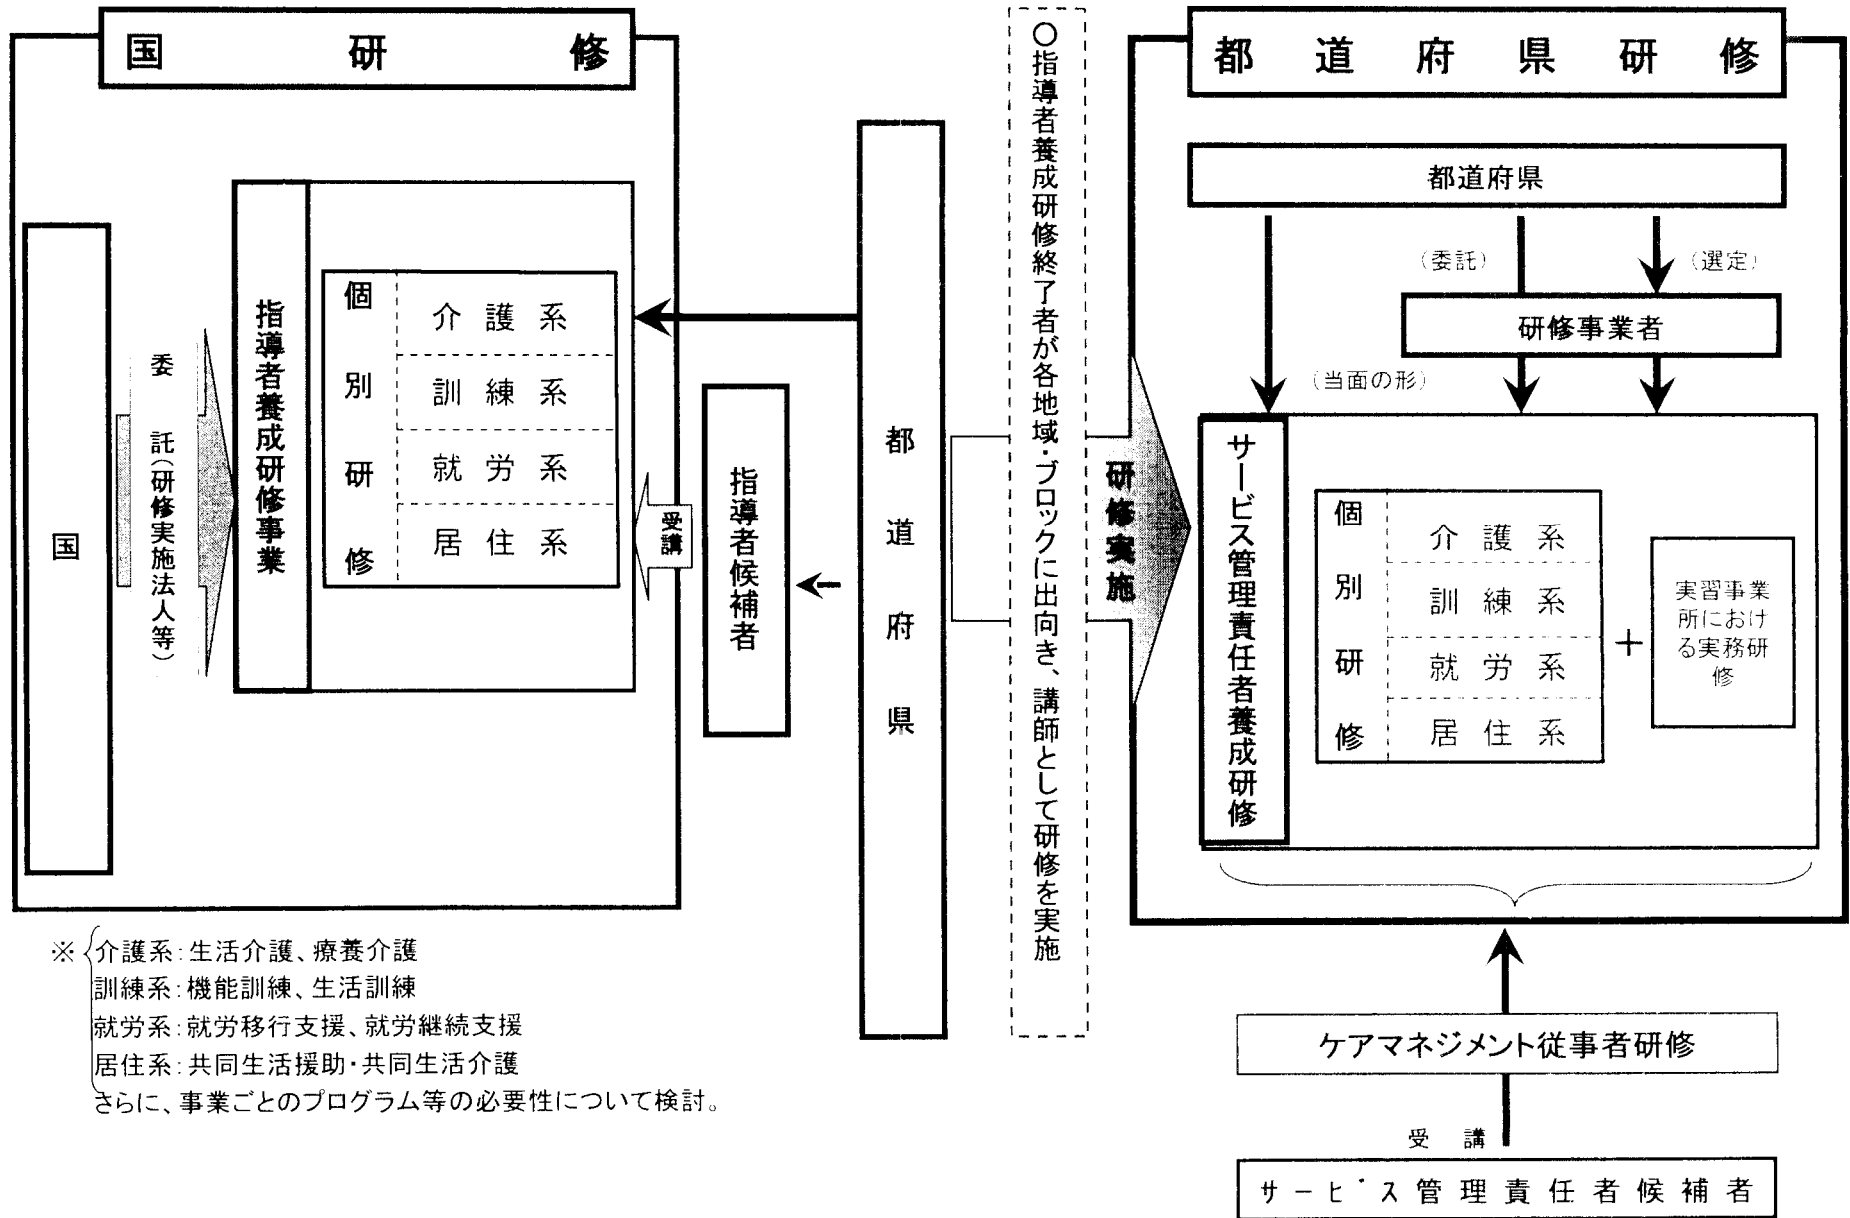 国研修
国
委託(研修実施法人等)
指導者養成研修事業
個別研修
介護系
訓練系
就労系
居住系
受講
指導者候補者
都道府県
○指導者養成研修終了者が各地域・ブロックに出向き、講師として研修を実施
研修実施
都道府県研修
都道府県
(委託)
(選定)
研修事業者
(当面の形)
サービス管理責任者養成研修
個別研修
介護系
訓練系
就労系
居住系
+
実習事業
所におけ
る実務研
修
ケアマネジメント従事者研修
受講
サービス管理責任者候補者
※
介護系:生活介護、療養介護
訓練系:機能訓練、生活訓練
就労系:就労移行支援、就労継続支援
居住系:共同生活援助・共同生活介護
さらに、事業ごとのプログラム等の必要性について検討。